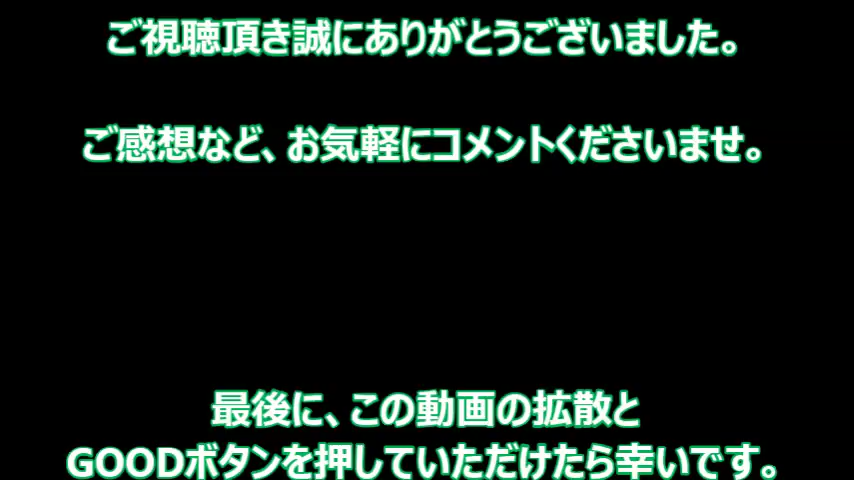 ご視聴頂き誠にありがとうございました。
ご感想など、お気軽にコメントくださいませ。
最後に、この動画の拡散と
GOODボタンを押していただけたら幸いです。